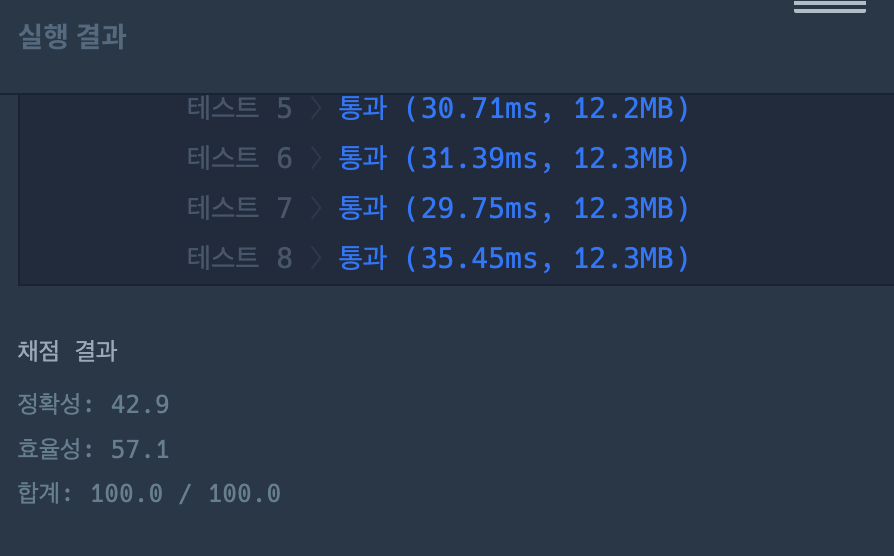 실행 결과
테스트 5 〉 통과 (30.71ms, 12.2MB)
테스트 6 〉 통과 (31.39ms, 12.3MB)
테스트 7 〉 통과 (29.75ms, 12.3MB)
테스트 8 〉 통과 (35.45ms, 12.3MB)
채점 결과
정확성: 42.9
효율성: 57.1
합계: 100.0 / 100.0